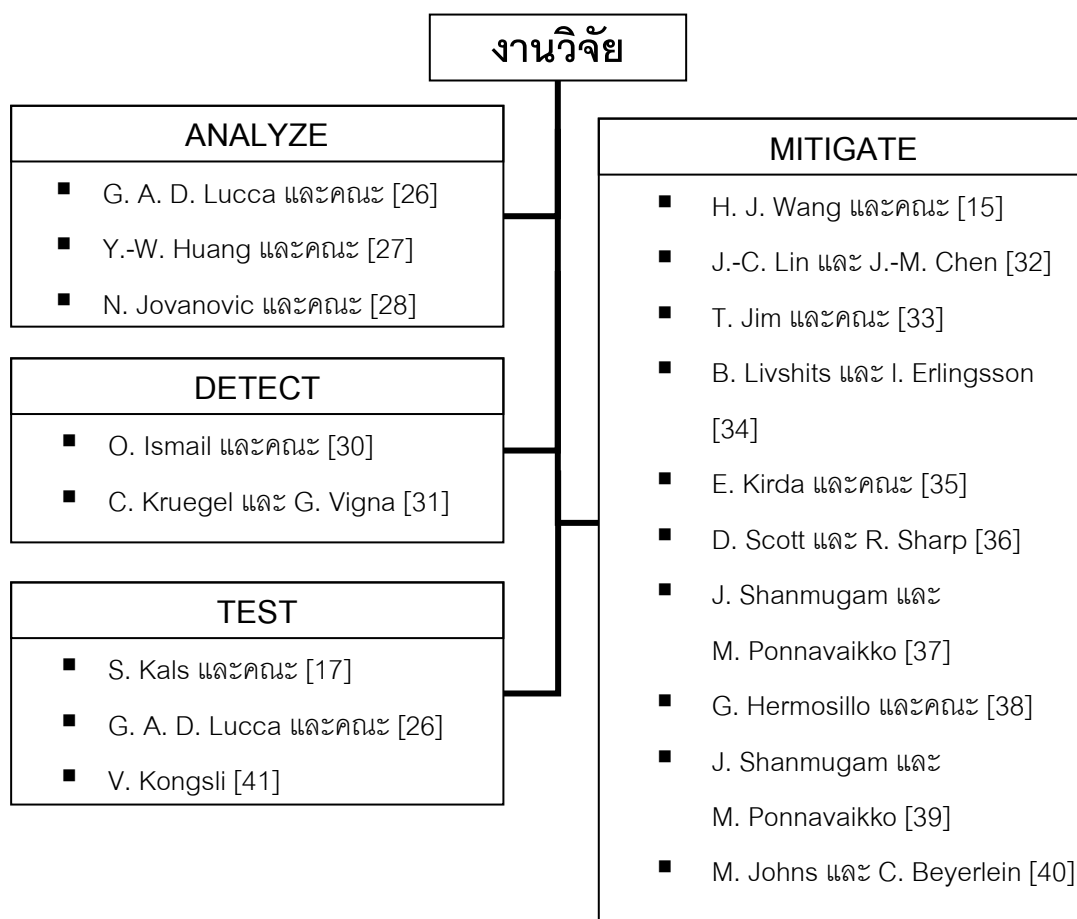 งานวิจัย
ANALYZE
G. A. D. Lucca และคณะ [26]
Y.-W. Huang และคณะ [27]
N. Jovanovic และคณะ [28]
DETECT
O. Ismail และคณะ [30]
C. Kruegel และ G. Vigna [31]
TEST
S. Kals และคณะ [17]
G. A. D. Lucca และคณะ [26]
V. Kongsli [41]
MITIGATE
H. J. Wang และคณะ [15]
J.-C. Lin และ J.-M. Chen [32]
T. Jim และคณะ [33]
B. Livshits และ I. Erlingsson
[34]
E. Kirda และคณะ [35]
D. Scott และ R. Sharp [36]
J. Shanmugam และ
M. Ponnavaikko [37]
G. Hermosillo และคณะ [38]
J. Shanmugam และ
M. Ponnavaikko [39]
M. Johns และ C. Beyerlein [40]